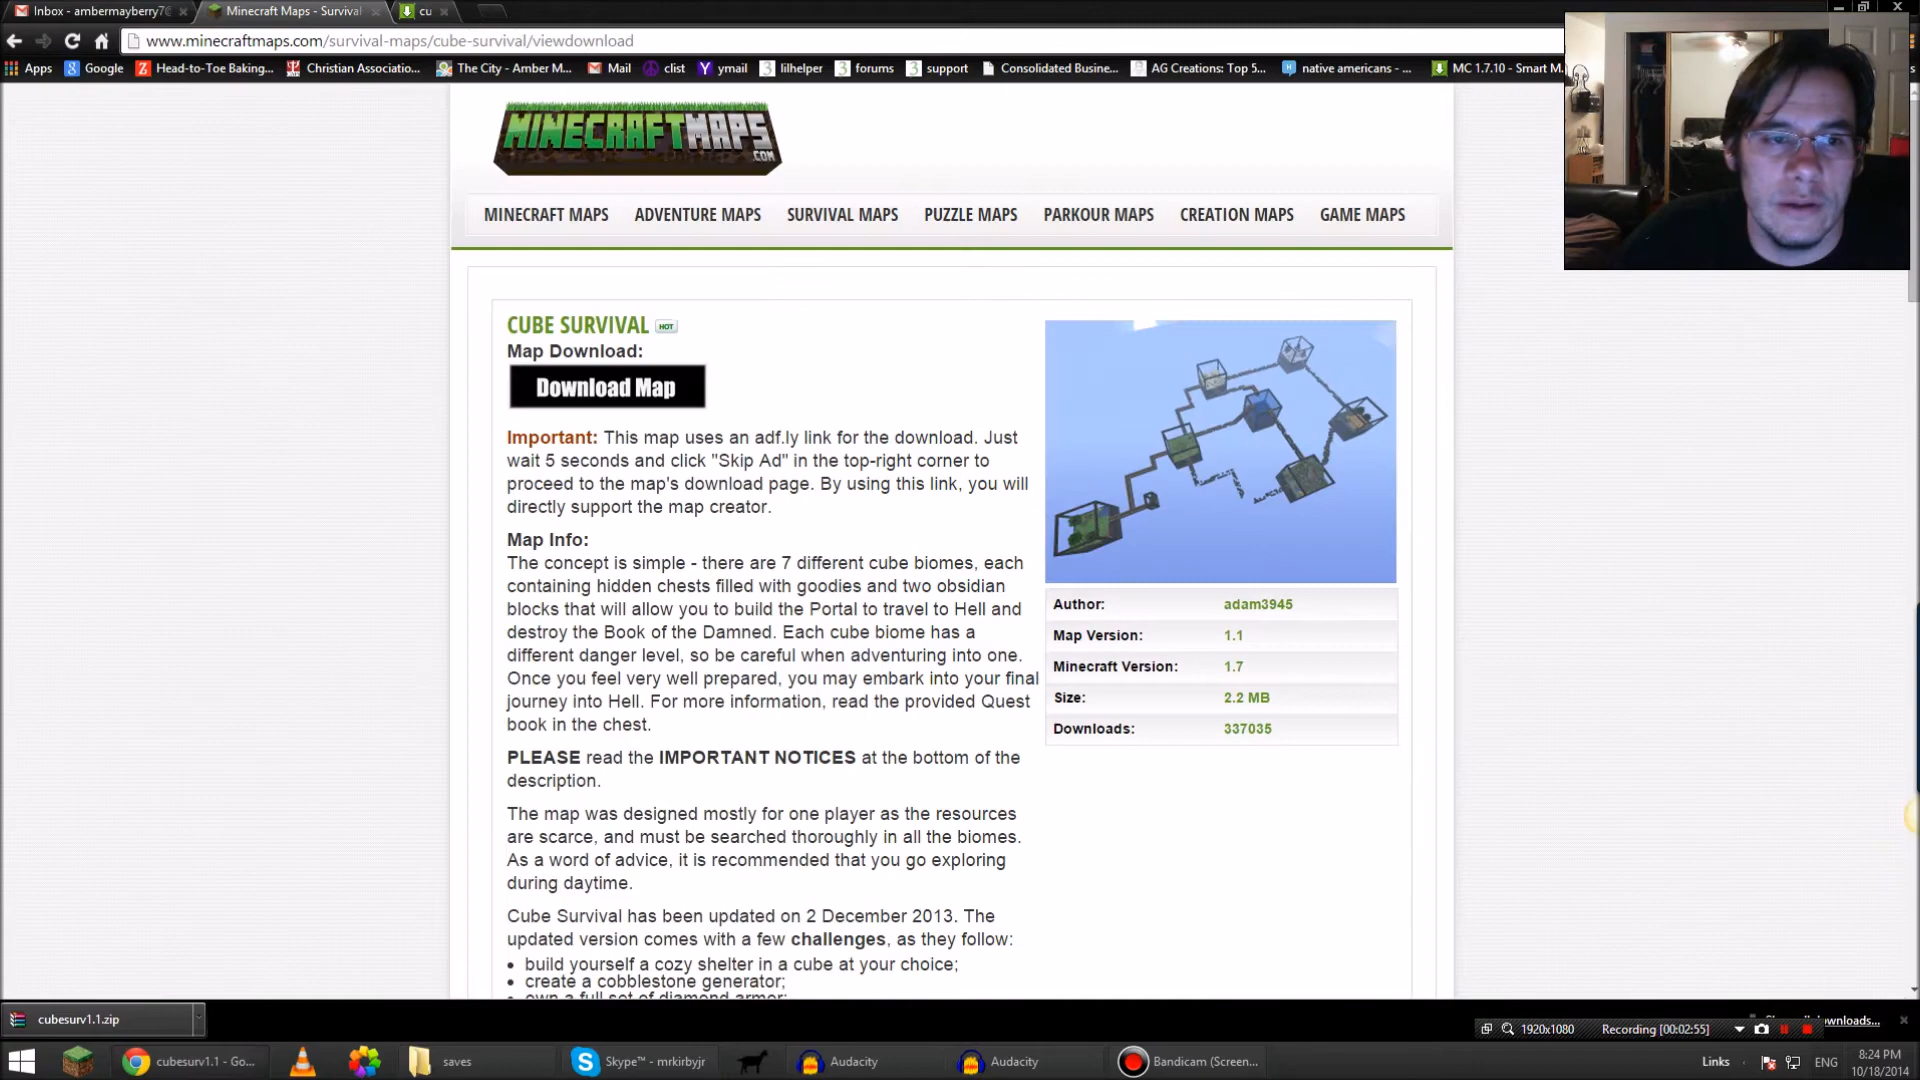 Inbox - ambermayberry7@
Minecraft Maps - Survival
cu
www.minecraftmaps.com/survival-maps/cube-survival/viewdownload
Apps
Google
Head-to-Toe Baking...
Christian Associatio...
The City - Amber M...
Mail
clist
ymail
lilhelper
forums
support
Consolidated Busine...
AG Creations: Top 5...
native americans - ...
MC 1.7.10 - Smart M
MINECRAFTMAPS
.COM
MINECRAFT MAPS
ADVENTURE MAPS
SURVIVAL MAPS
PUZZLE MAPS
PARKOUR MAPS
CREATION MAPS
GAME MAPS
CUBE SURVIVAL HOT
Map Download:
Download Map
Important: This map uses an adf.ly link for the download. Just
wait 5 seconds and click "Skip Ad" in the top-right corner to
proceed to the map's download page. By using this link, you will
directly support the map creator.
Map Info:
The concept is simple - there are 7 different cube biomes, each
containing hidden chests filled with goodies and two obsidian
blocks that will allow you to build the Portal to travel to Hell and
destroy the Book of the Damned. Each cube biome has a
different danger level, so be careful when adventuring into one.
Once you feel very well prepared, you may embark into your final
journey into Hell. For more information, read the provided Quest
book in the chest.
PLEASE read the IMPORTANT NOTICES at the bottom of the
description.
The map was designed mostly for one player as the resources
are scarce, and must be searched thoroughly in all the biomes.
As a word of advice, it is recommended that you go exploring
during daytime.
Cube Survival has been updated on 2 December 2013. The
updated version comes with a few challenges, as they follow:
• build yourself a cozy shelter in a cube at your choice;
• create a cobblestone generator;
• own a full set of diamond armor;
Author: adam3945
Map Version: 1.1
Minecraft Version: 1.7
Size: 2.2 MB
Downloads: 337035
cubesurv1.1.zip
1920x1080
Recording [00:02:55]
downloads...
cubesurv1.1 - Go...
saves
Skype™ - mrkirbyjr
Audacity
Audacity
Bandicam (Screen...
Links
ENG
8:24 PM
10/18/2014